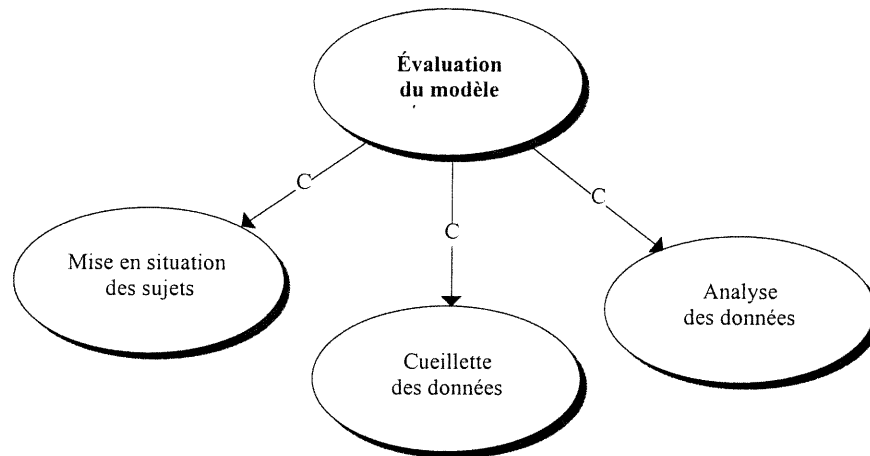 Évaluation
du modèle
C
C
C
Mise en situation
des sujets
Analyse
des données
Cueillette
des données